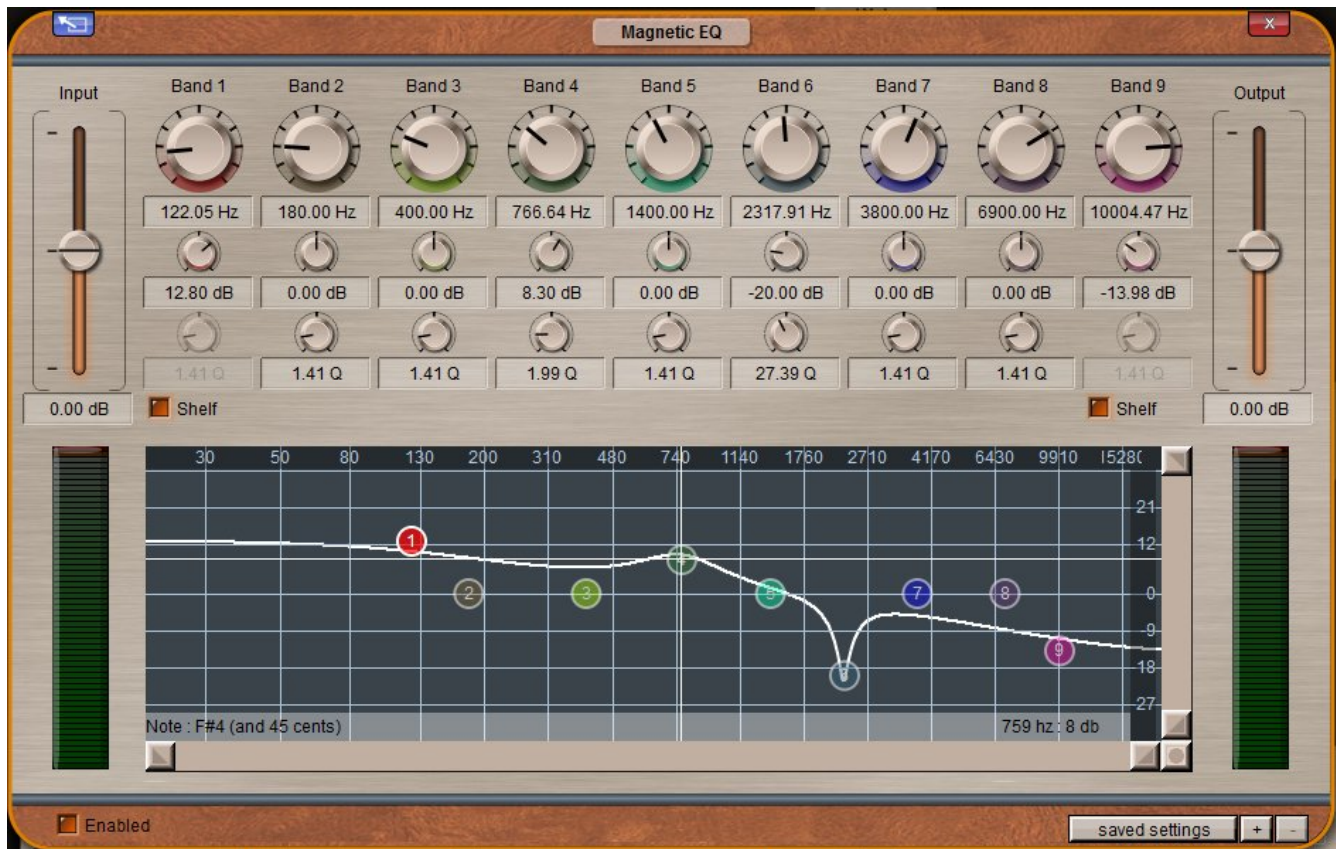 Magnetic EQ
X
Input Band 1 Band 2 Band 3 Band 4 Band 5 Band 6 Band 7 Band 8 Band 9 Output
122.05 Hz 180.00 Hz 400.00 Hz 766.64 Hz 1400.00 Hz 2317.91 Hz 3800.00 Hz 6900.00 Hz 10004.47 Hz
12.80 dB 0.00 dB 0.00 dB 8.30 dB 0.00 dB -20.00 dB 0.00 dB 0.00 dB -13.98 dB
1.41 Q 1.41 Q 1.41 Q 1.99 Q 1.41 Q 27.39 Q 1.41 Q 1.41 Q 1.41 Q
0.00 dB Shelf Shelf 0.00 dB
30 50 80 130 200 310 480 740 1140 1760 2710 4170 6430 9910 1528
21
12
1
4
2 3 5 7 8 0
-9
9
-18
-27
Note : F#4 (and 45 cents) 759 hz : 8 db
Enabled
saved settings + -